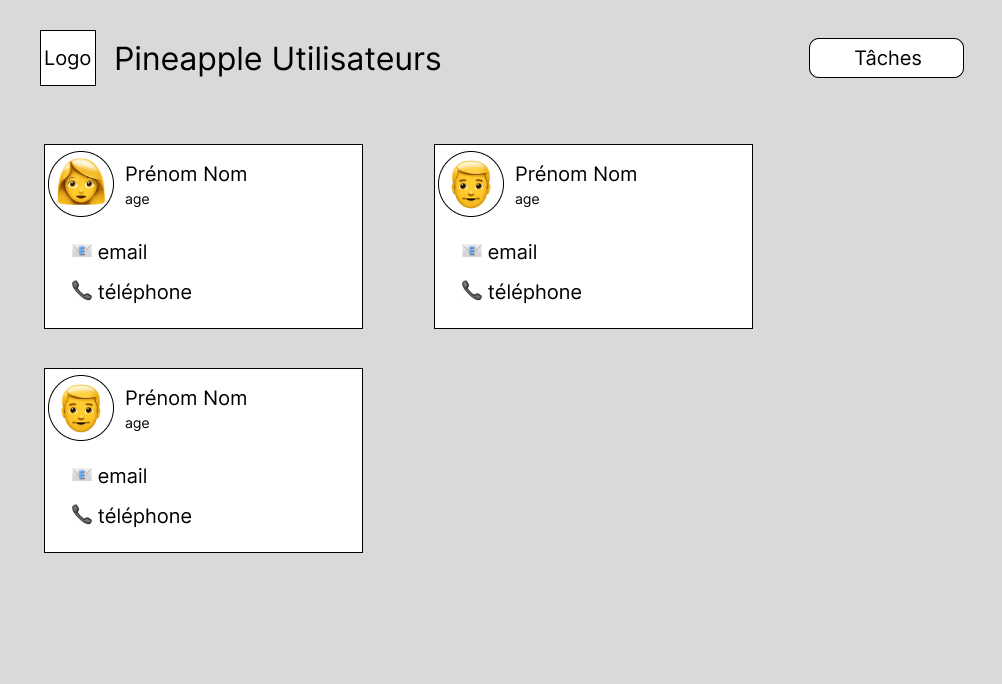 Logo
Pineapple Utilisateurs
Tâches
Prénom Nom
age
email
téléphone
Prénom Nom
age
email
téléphone
Prénom Nom
age
email
téléphone